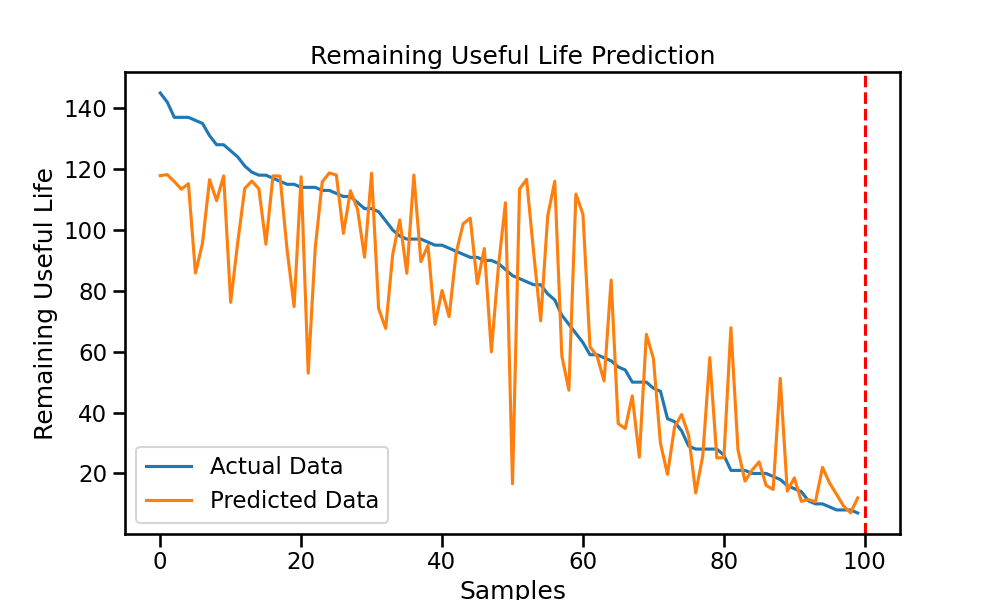 Remaining Useful Life Prediction
Remaining Useful Life
140
120
100
80
60
40
20
Actual Data
Predicted Data
0 20 40 60 80 100
Samples